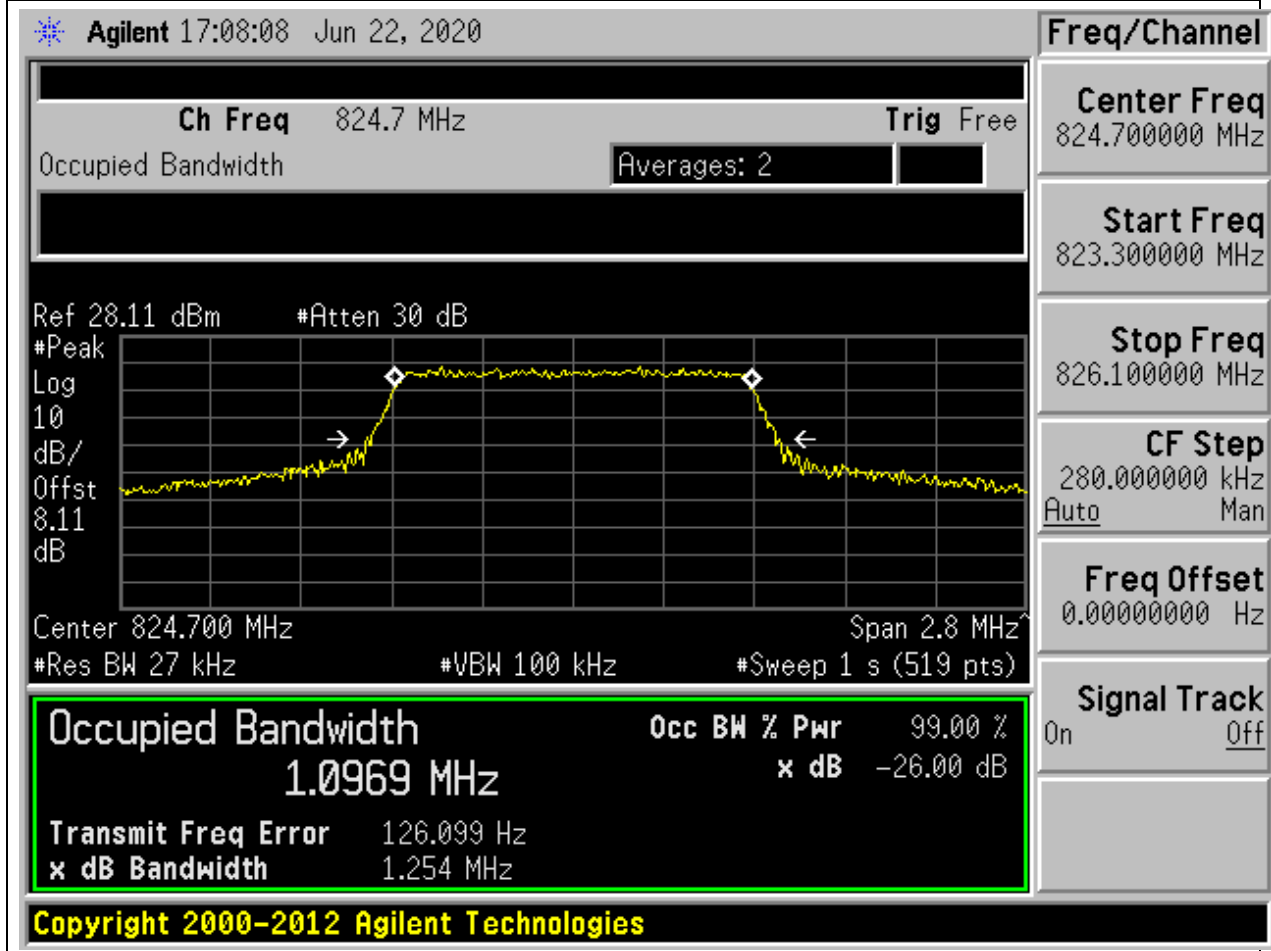 Agilent 17:08:08 Jun 22, 2020
Freq/Channel
Ch Freq 824.7 MHz Trig Free
Occupied Bandwidth Averages: 2
Ref 28.11 dBm #Atten 30 dB
#Peak
Log
10
dB/
Offst
8.11
dB
Center 824.700 MHz Span 2.8 MHz^
#Res BW 27 kHz #VBW 100 kHz #Sweep 1 s (519 pts)
Occupied Bandwidth Occ BW % Pwr 99.00 %
1.0969 MHz x dB -26.00 dB
Transmit Freq Error 126.099 Hz
x dB Bandwidth 1.254 MHz
Center Freq
824.700000 MHz
Start Freq
823.300000 MHz
Stop Freq
826.100000 MHz
CF Step
280.000000 kHz
Auto Man
Freq Offset
0.00000000 Hz
Signal Track
On Off
Copyright 2000-2012 Agilent Technologies